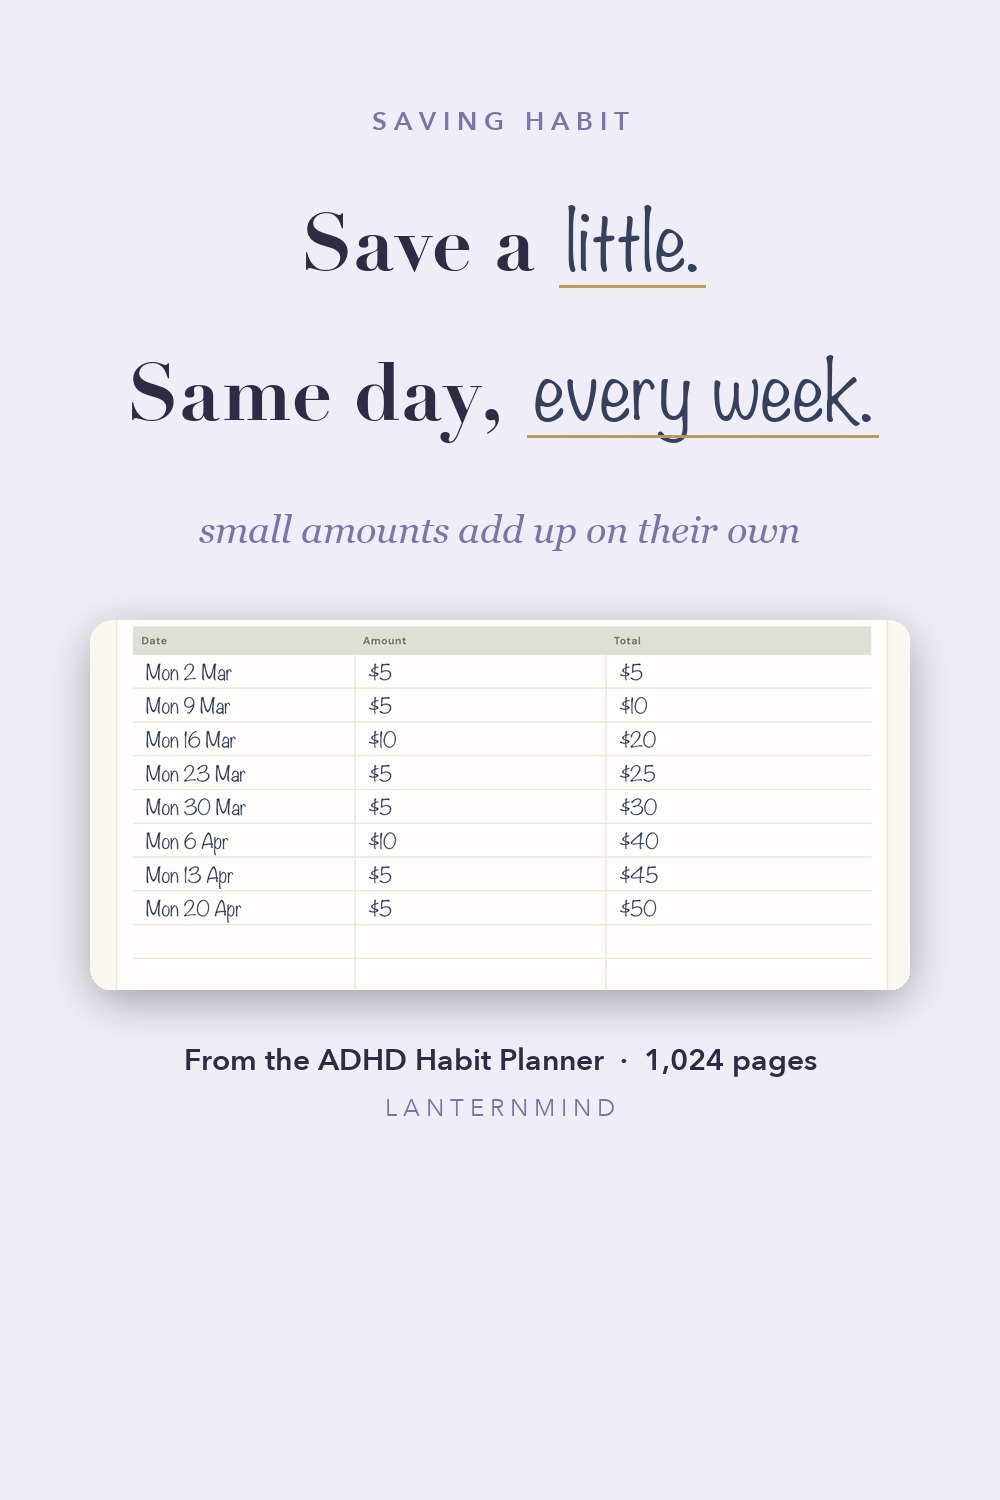 SAVING HABIT
Save a little.
Same day, every week.
small amounts add up on their own
Date Amount Total
Mon 2 Mar $5 $5
Mon 9 Mar $5 $10
Mon 16 Mar $10 $20
Mon 23 Mar $5 $25
Mon 30 Mar $5 $30
Mon 6 Apr $10 $40
Mon 13 Apr $5 $45
Mon 20 Apr $5 $50
From the ADHD Habit Planner · 1,024 pages
LANTERNMIND